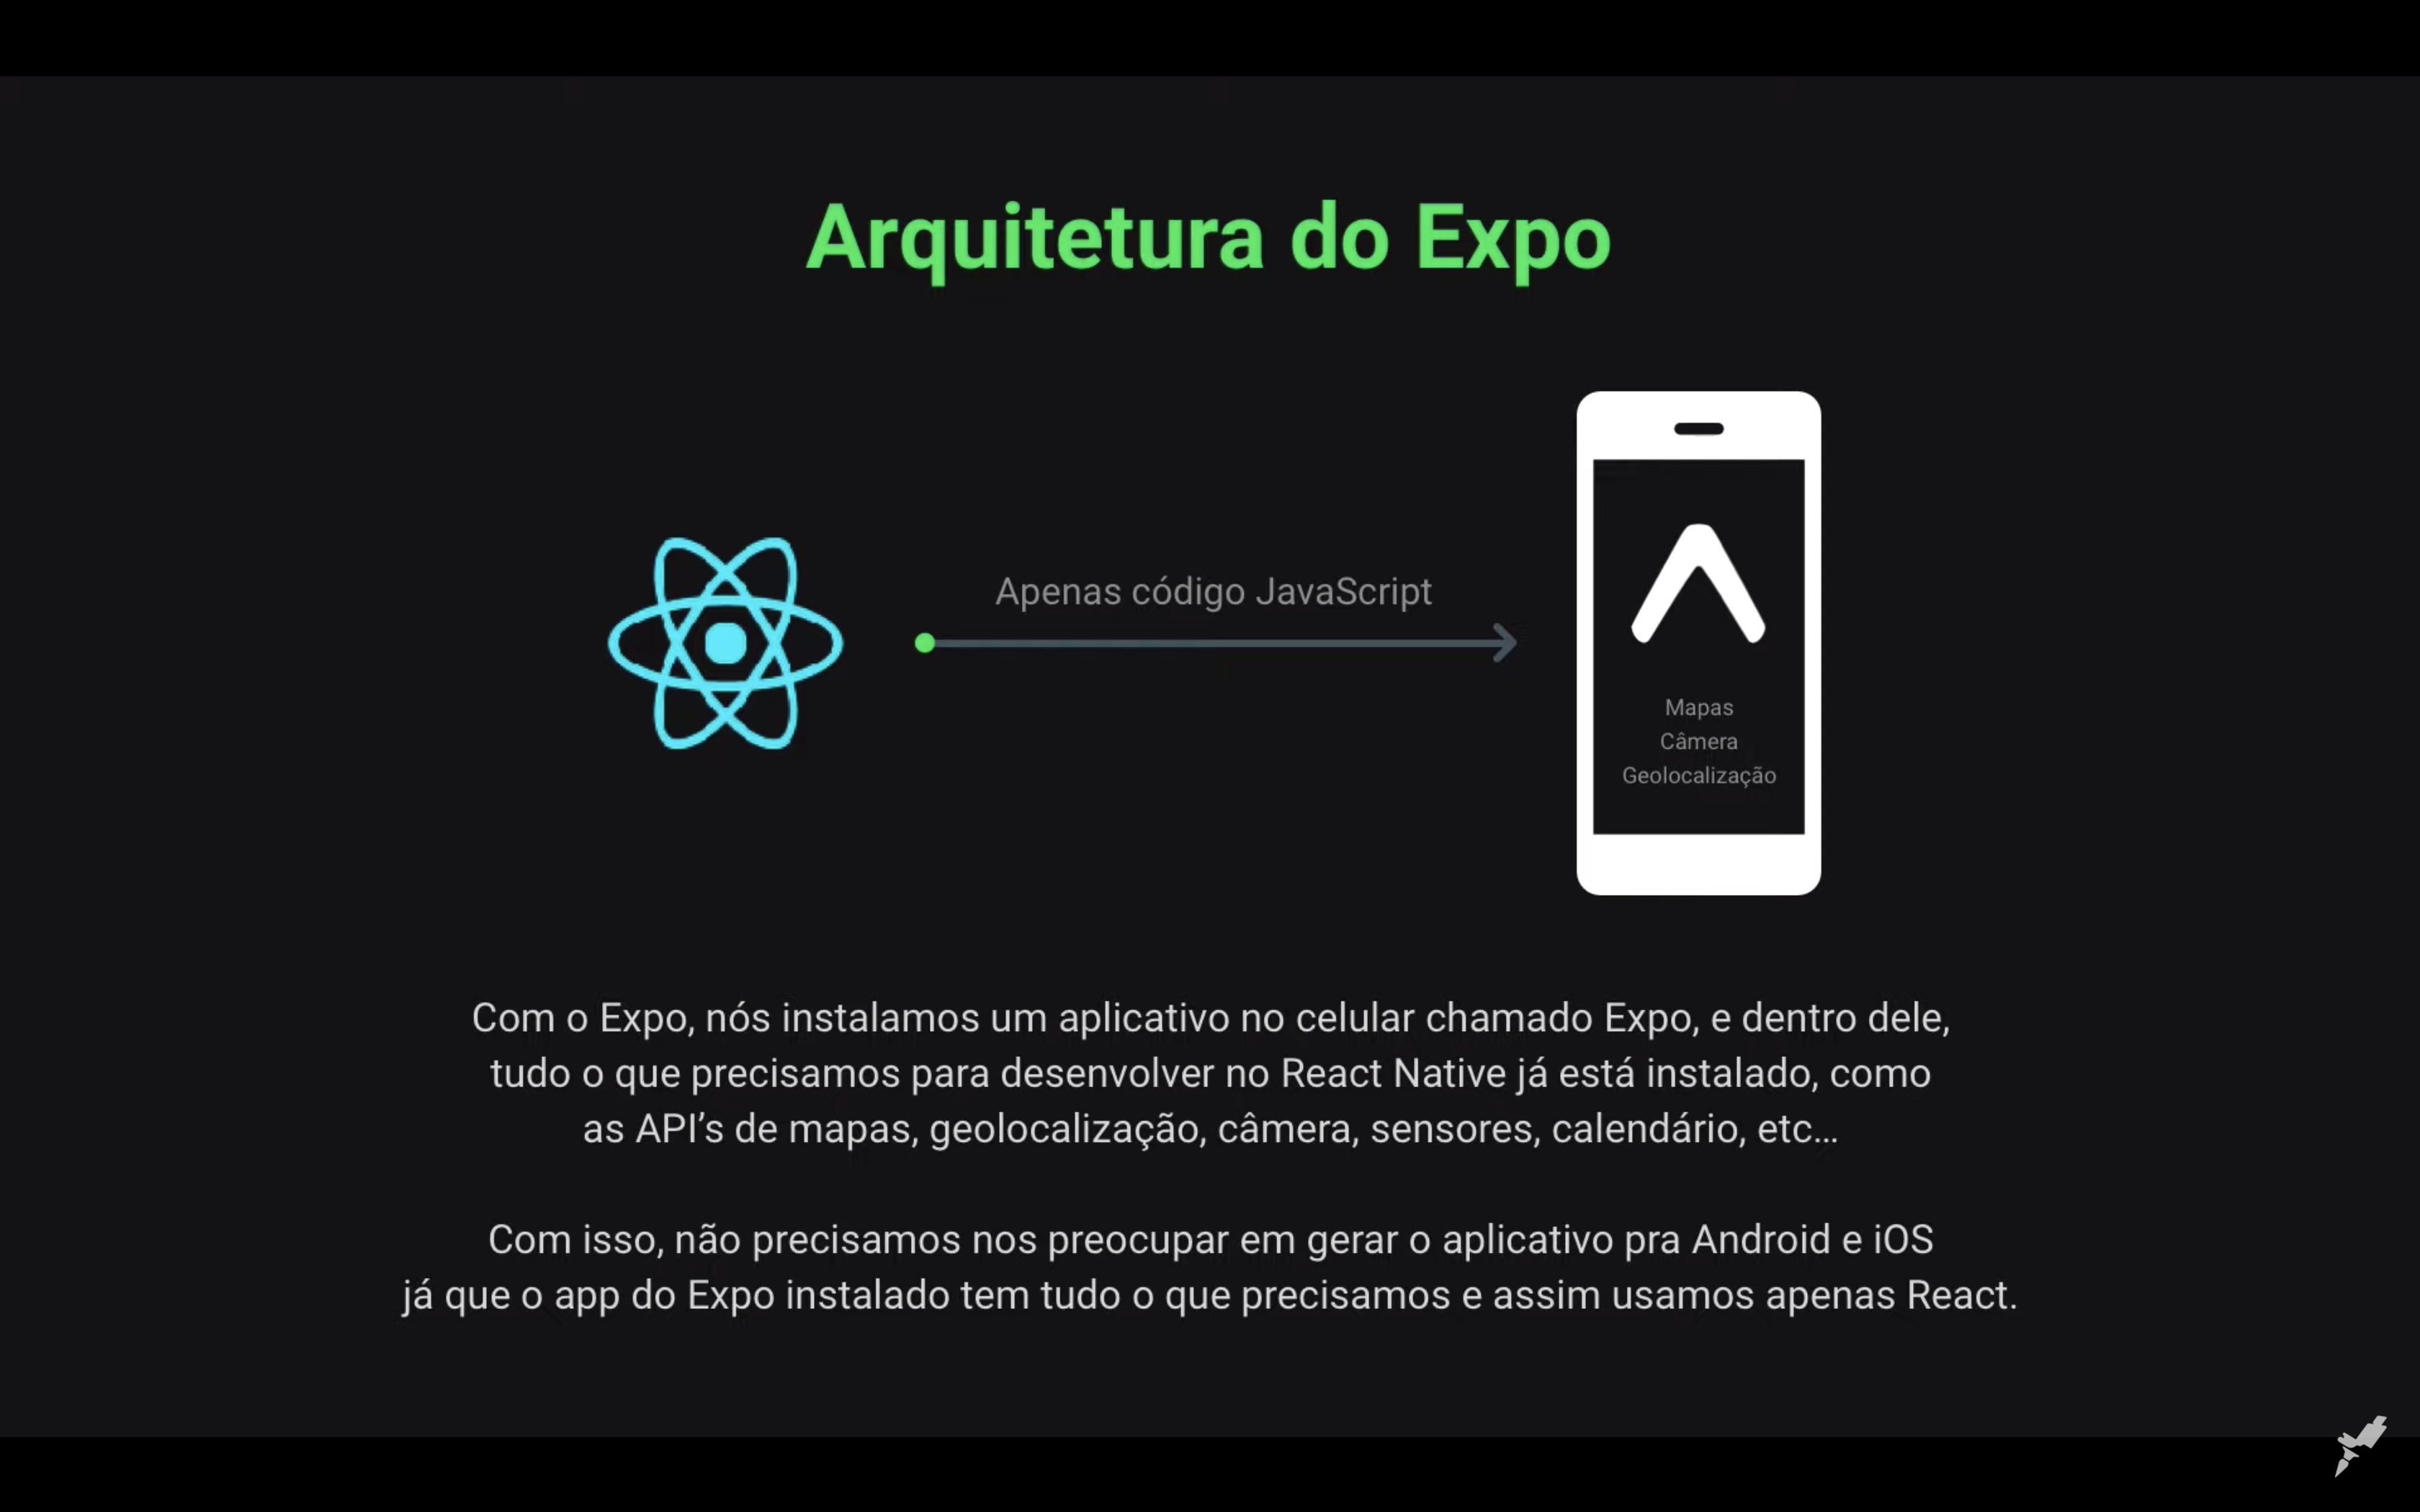 Arquitetura do Expo
Apenas código JavaScript
Mapas
Câmera
Geolocalização
Com o Expo, nós instalamos um aplicativo no celular chamado Expo, e dentro dele,
tudo o que precisamos para desenvolver no React Native já está instalado, como
as API’s de mapas, geolocalização, câmera, sensores, calendário, etc...
Com isso, não precisamos nos preocupar em gerar o aplicativo pra Android e iOS
já que o app do Expo instalado tem tudo o que precisamos e assim usamos apenas React.